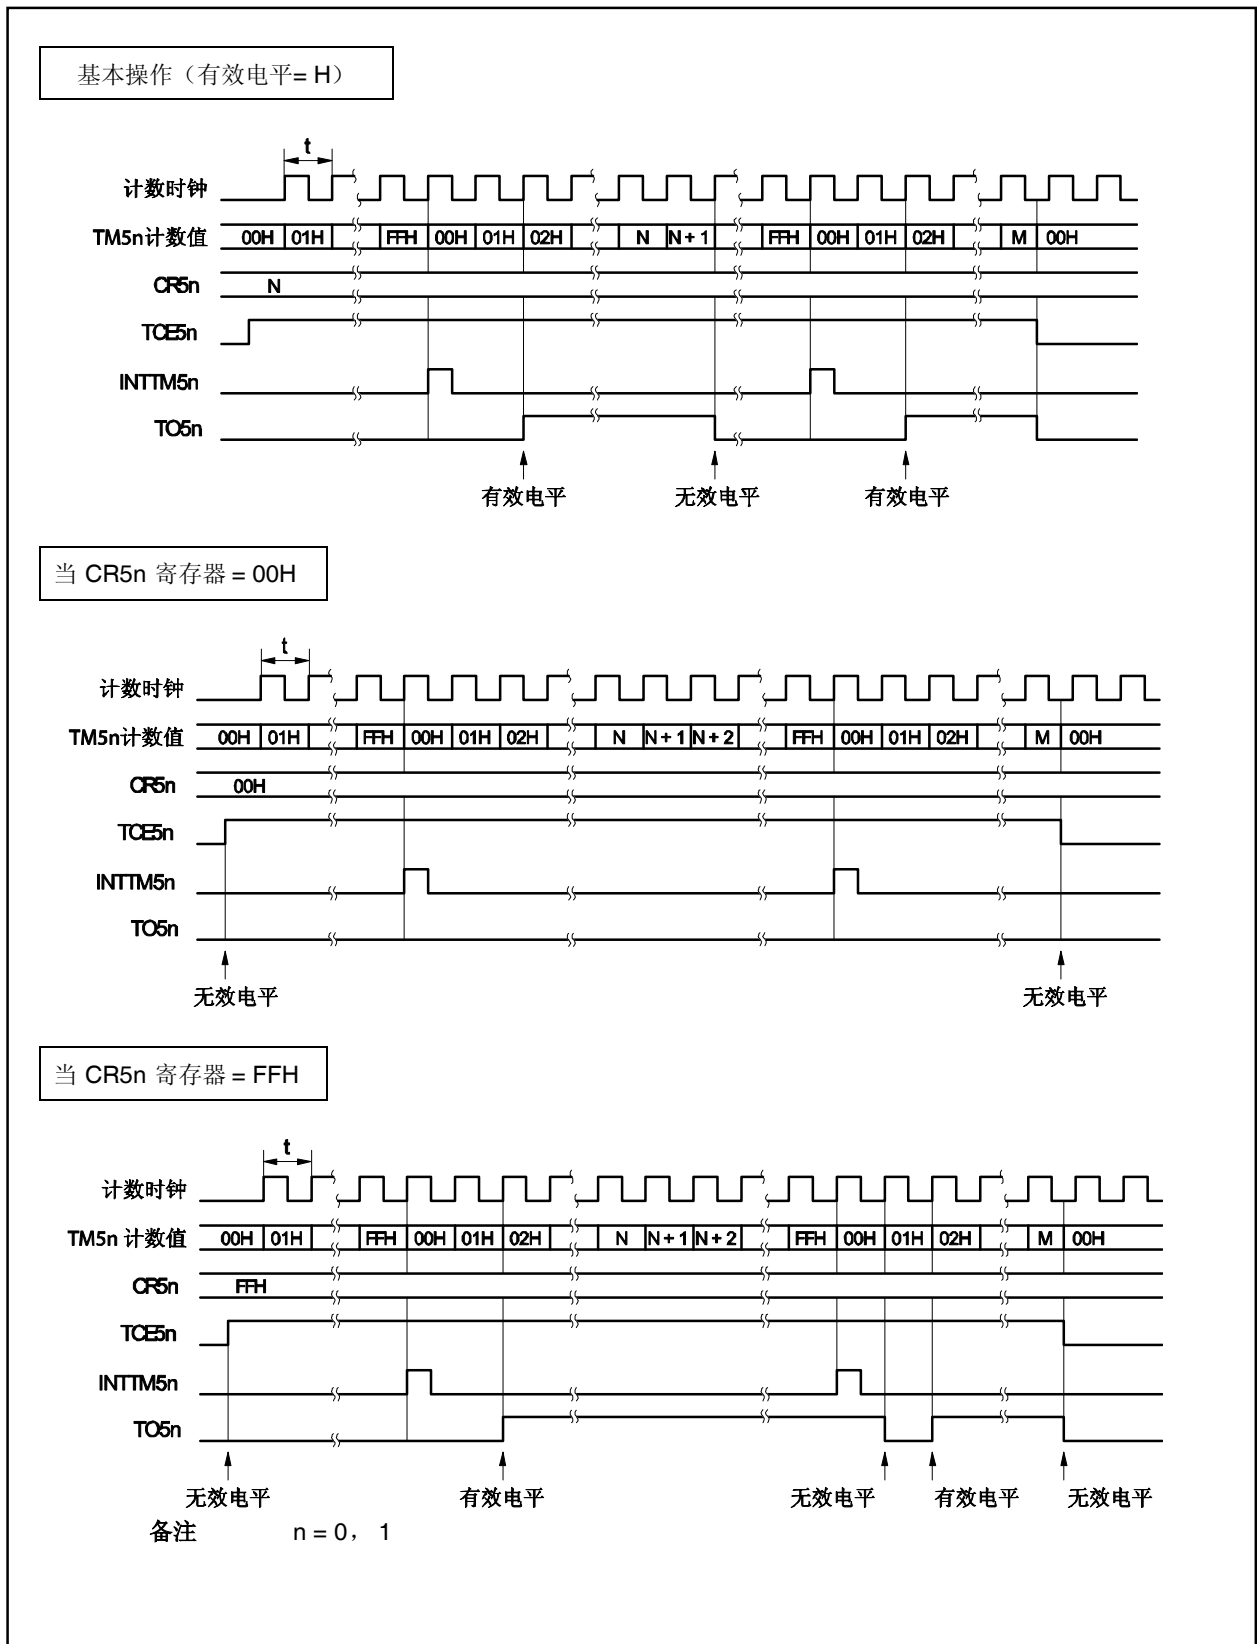 基本操作（有效电平= H）
t
计数时钟
TM5n计数值 00H 01H FFH 00H 01H 02H N N + 1 FFH 00H 01H 02H M 00H
CR5n N
TCE5n
INTTM5n
TO5n
有效电平 无效电平 有效电平
当 CR5n 寄存器 = 00H
t
计数时钟
TM5n计数值 00H 01H FFH 00H 01H 02H N N + 1 N + 2 FFH 00H 01H 02H M 00H
CR5n 00H
TCE5n
INTTM5n
TO5n
无效电平 无效电平
当 CR5n 寄存器 = FFH
t
计数时钟
TM5n 计数值 00H 01H FFH 00H 01H 02H N N + 1 N + 2 FFH 00H 01H 02H M 00H
CR5n FFH
TCE5n
INTTM5n
TO5n
无效电平 有效电平 无效电平 有效电平 无效电平
备注 n = 0， 1